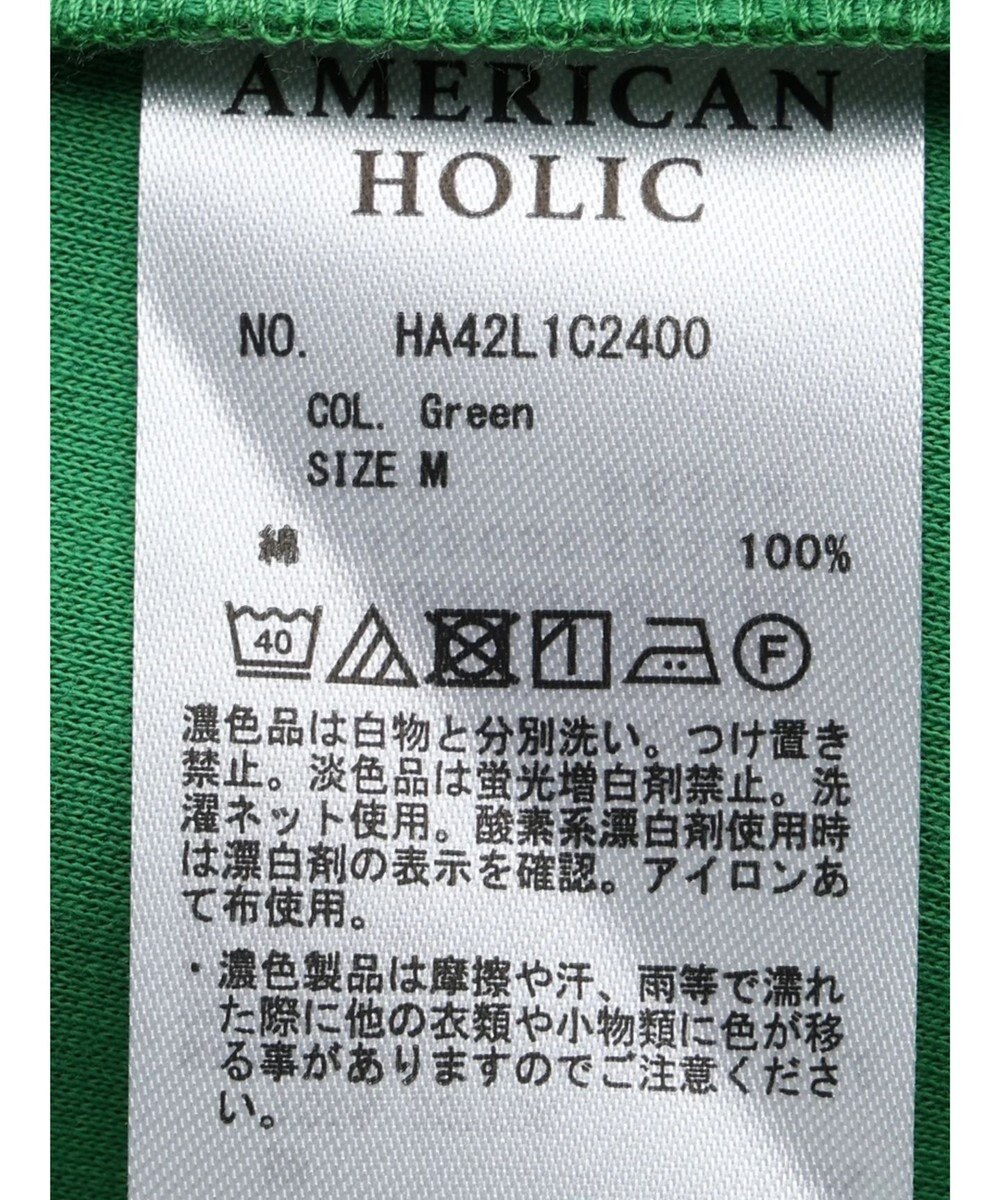 AMERICAN
HOLIC
NO. HA42L1C2400
COL. Green
SIZE M
綿 100%
40 F
濃色品は白物と分別洗い。つけ置き
禁止。淡色品は蛍光増白剤禁止。洗
濯ネット使用。酸素系漂白剤使用時
は漂白剤の表示を確認。アイロンあ
て布使用。
・濃色製品は摩擦や汗、雨等で濡れ
た際に他の衣類や小物類に色が移
る事がありますのでご注意くださ
い。